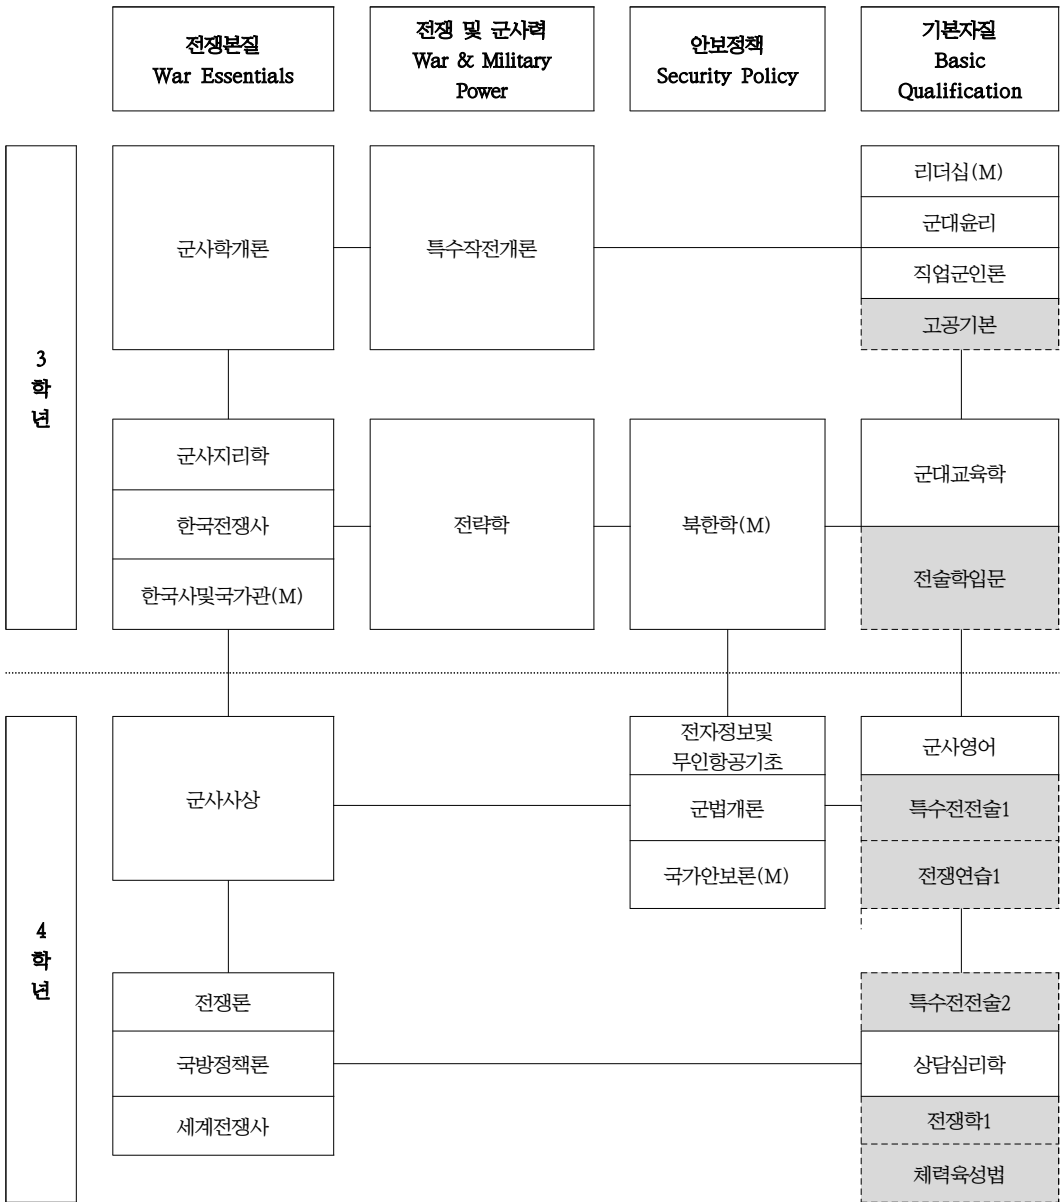 전쟁본질
War Essentials
전쟁 및 군사력
War & Military
Power
안보정책
Security Policy
기본자질
Basic
Qualification
3
학
년
군사학개론
특수작전개론
리더십(M)
군대윤리
직업군인론
고공기본
군사지리학
한국전쟁사
한국사및국가관(M)
전략학
북한학(M)
군대교육학
전술학입문
4
학
년
군사사상
전자정보및
무인항공기초
군법개론
국가안보론(M)
군사영어
특수전전술1
전쟁연습1
전쟁론
국방정책론
세계전쟁사
특수전전술2
상담심리학
전쟁학1
체력육성법